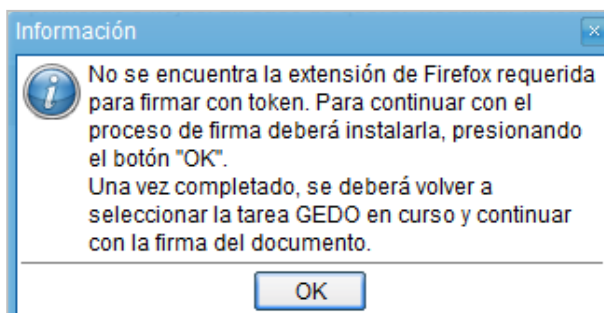 Información
No se encuentra la extensión de Firefox requerida
para firmar con token. Para continuar con el
proceso de firma deberá instalarla, presionando
el botón "OK".
Una vez completado, se deberá volver a
seleccionar la tarea GEDO en curso y continuar
con la firma del documento.
OK